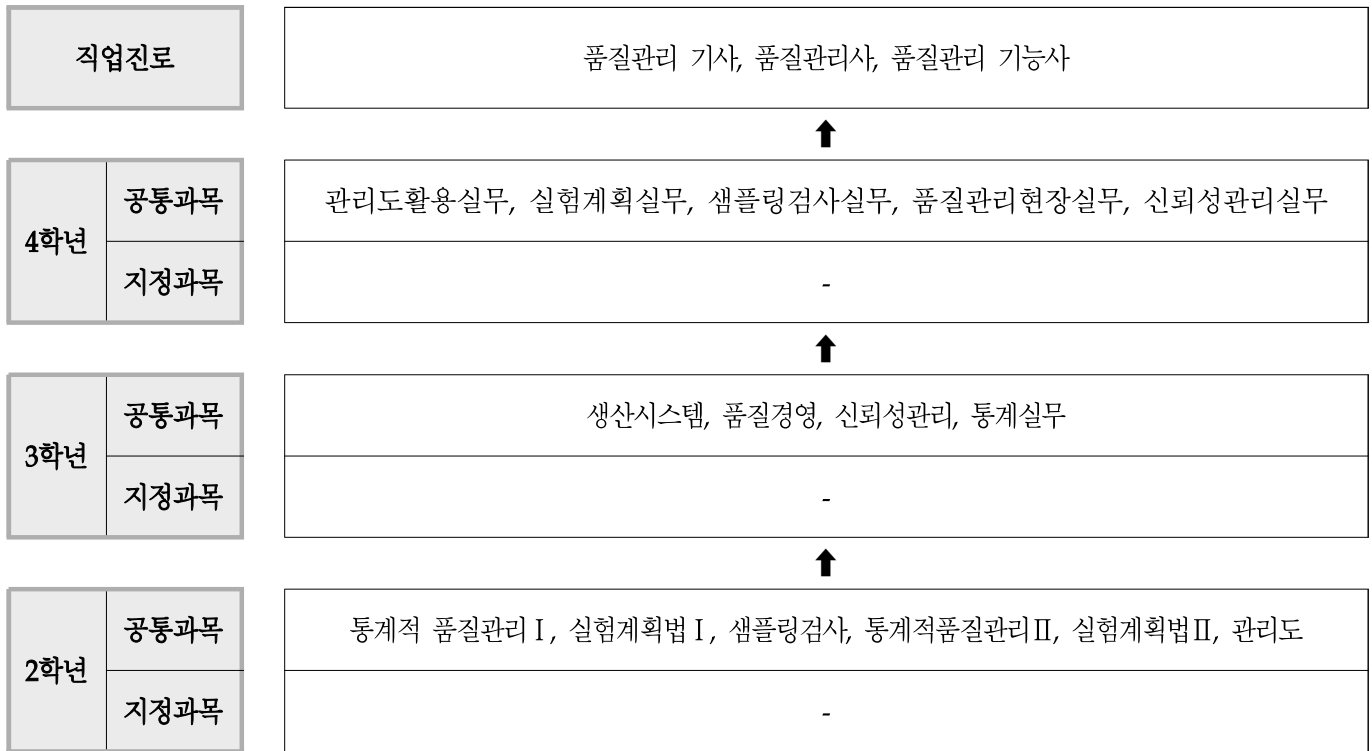 직업진로
품질관리 기사, 품질관리사, 품질관리 기능사
4학년
공통과목
관리도활용실무, 실험계획실무, 샘플링검사실무, 품질관리현장실무, 신뢰성관리실무
지정과목
-
3학년
공통과목
생산시스템, 품질경영, 신뢰성관리, 통계실무
지정과목
-
2학년
공통과목
통계적 품질관리Ⅰ, 실험계획법Ⅰ, 샘플링검사, 통계적품질관리Ⅱ, 실험계획법Ⅱ, 관리도
지정과목
-